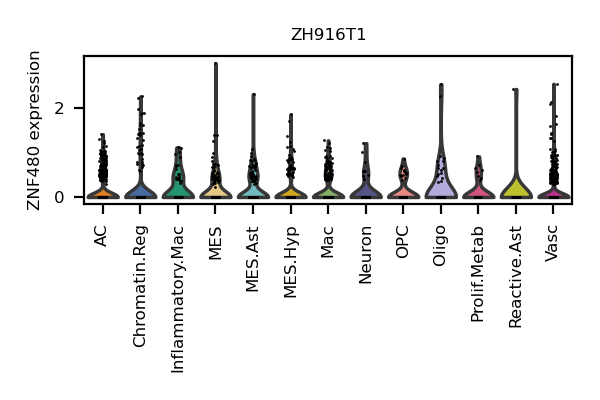 ZH916T1
ZNF480 expression
2
0
AC
Chromatin.Reg
Inflammatory.Mac
MES
MES.Ast
MES.Hyp
Mac
Neuron
OPC
Oligo
Prolif.Metab
Reactive.Ast
Vasc